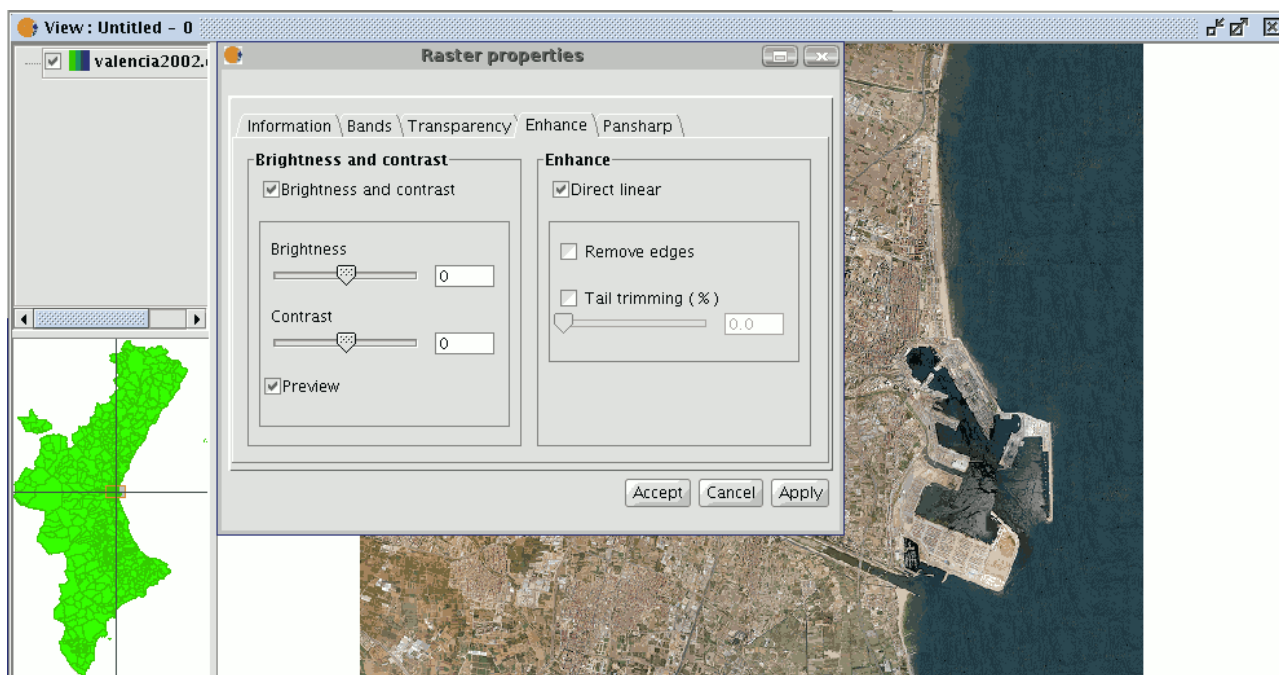 View : Untitled - 0
valencia2002.
Raster properties
Information
Bands
Transparency
Enhance
Pansharp
Brightness and contrast
Brightness and contrast
Brightness
0
Contrast
0
Preview
Enhance
Direct linear
Remove edges
Tail trimming ( % )
0.0
Accept
Cancel
Apply